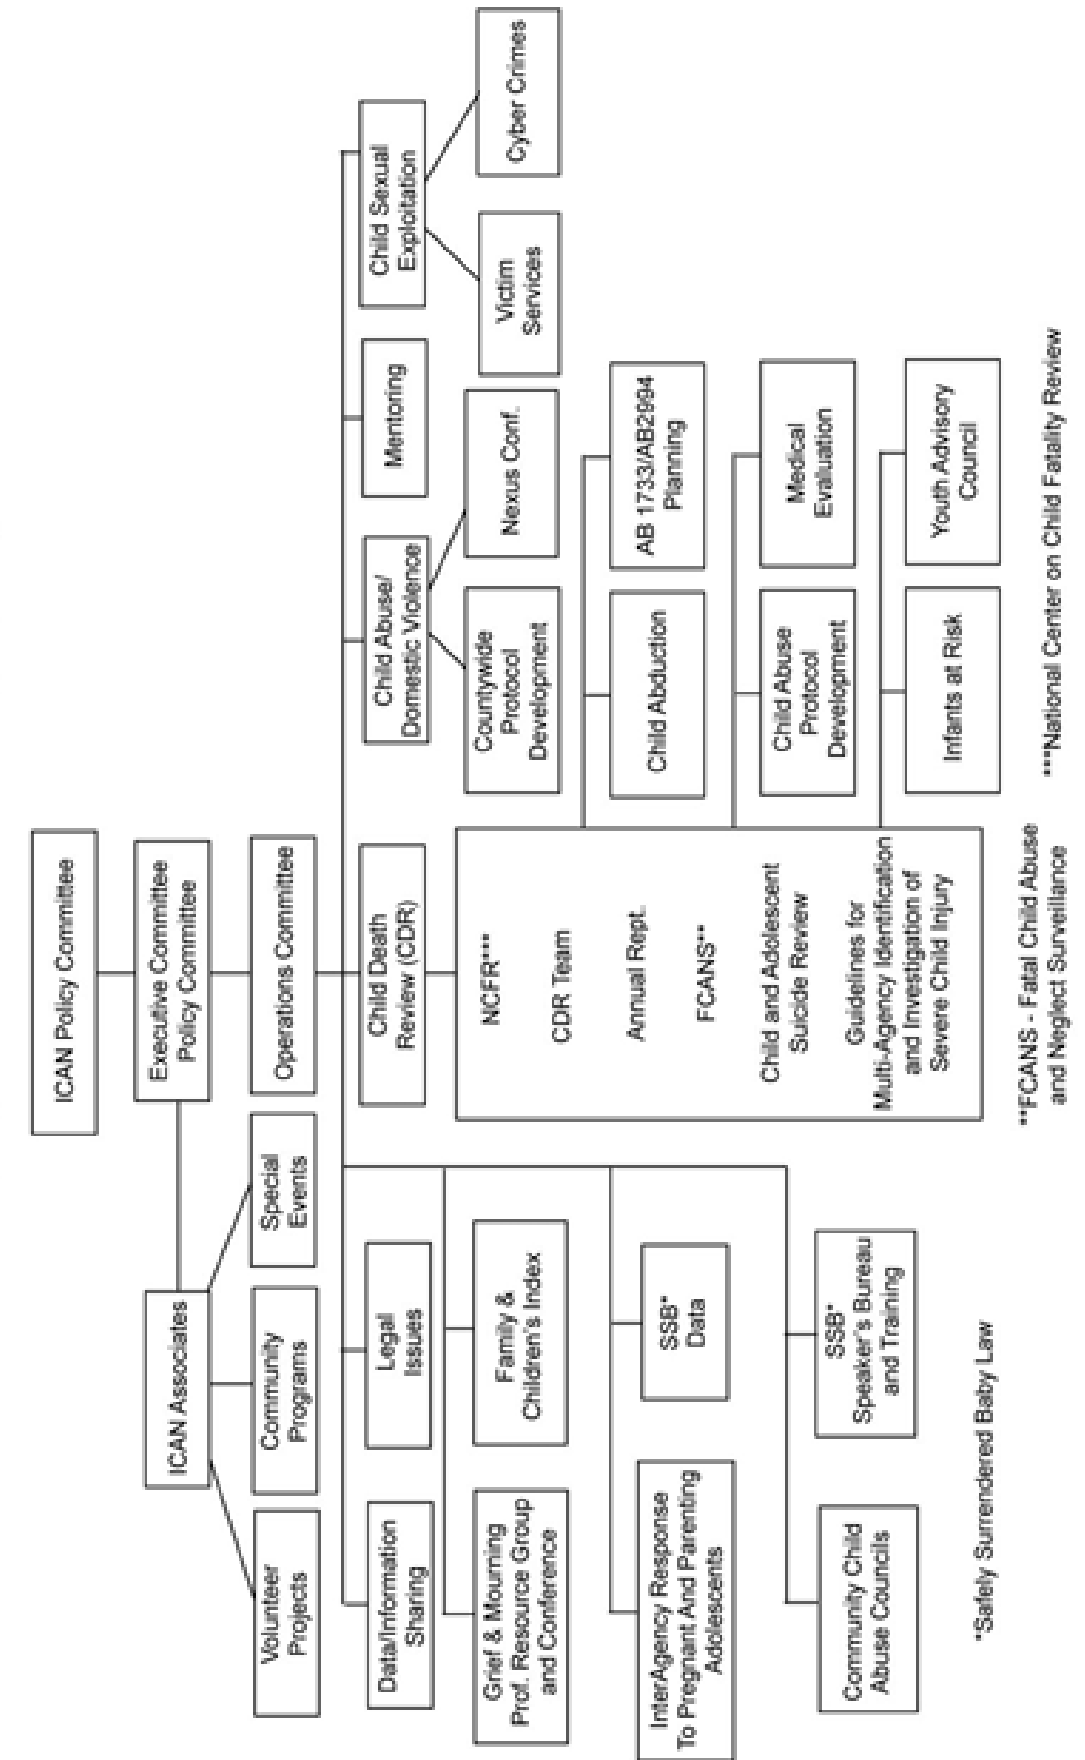 ICAN Policy Committee
Executive Committee
Policy Committee
ICAN Associates
Operations Committee
Volunteer
Projects
Community
Programs
Special
Events
Data/Information
Sharing
Legal
Issues
Child Death
Review (CDR)
Child Abuse/
Domestic Violence
Mentoring
Child Sexual
Exploitation
Grief & Mourning
Prof. Resource Group
and Conference
Family &
Children's Index
Countywide
Protocol
Development
Nexus Conf.
Victim
Services
Cyber Crimes
NCFR***
CDR Team
Annual Rept.
FCANS**
Child and Adolescent
Suicide Review
Guidelines for
Multi-Agency Identification
and Investigation of
Severe Child Injury
InterAgency Response
To Pregnant And Parenting
Adolescents
SSB*
Data
Child Abduction
AB 1733/AB2994
Planning
Child Abuse
Protocol
Development
Medical
Evaluation
Community Child
Abuse Councils
SSB*
Speaker's Bureau
and Training
Infants at Risk
Youth Advisory
Council
*Safely Surrendered Baby Law
**FCANS - Fatal Child Abuse
and Neglect Surveillance
***National Center on Child Fatality Review